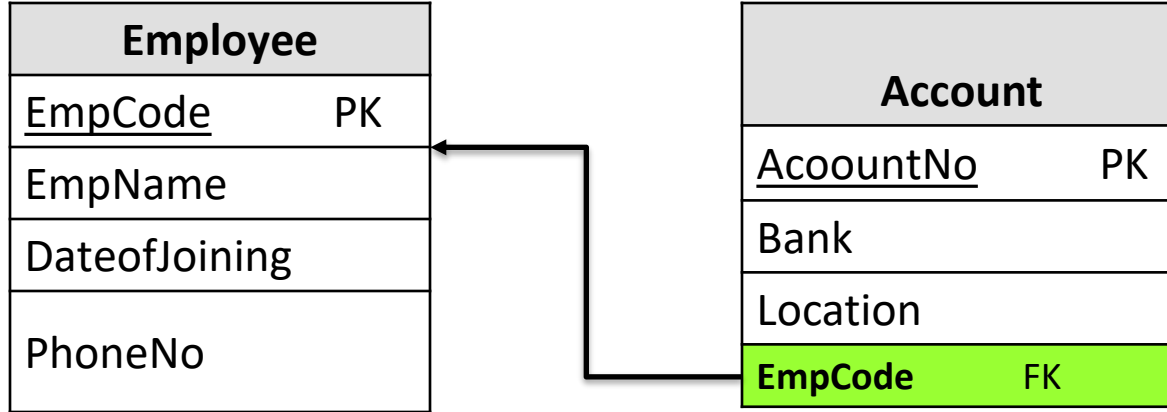 Employee
EmpCode PK
EmpName
DateofJoining
PhoneNo
Account
AcoountNo PK
Bank
Location
EmpCode FK